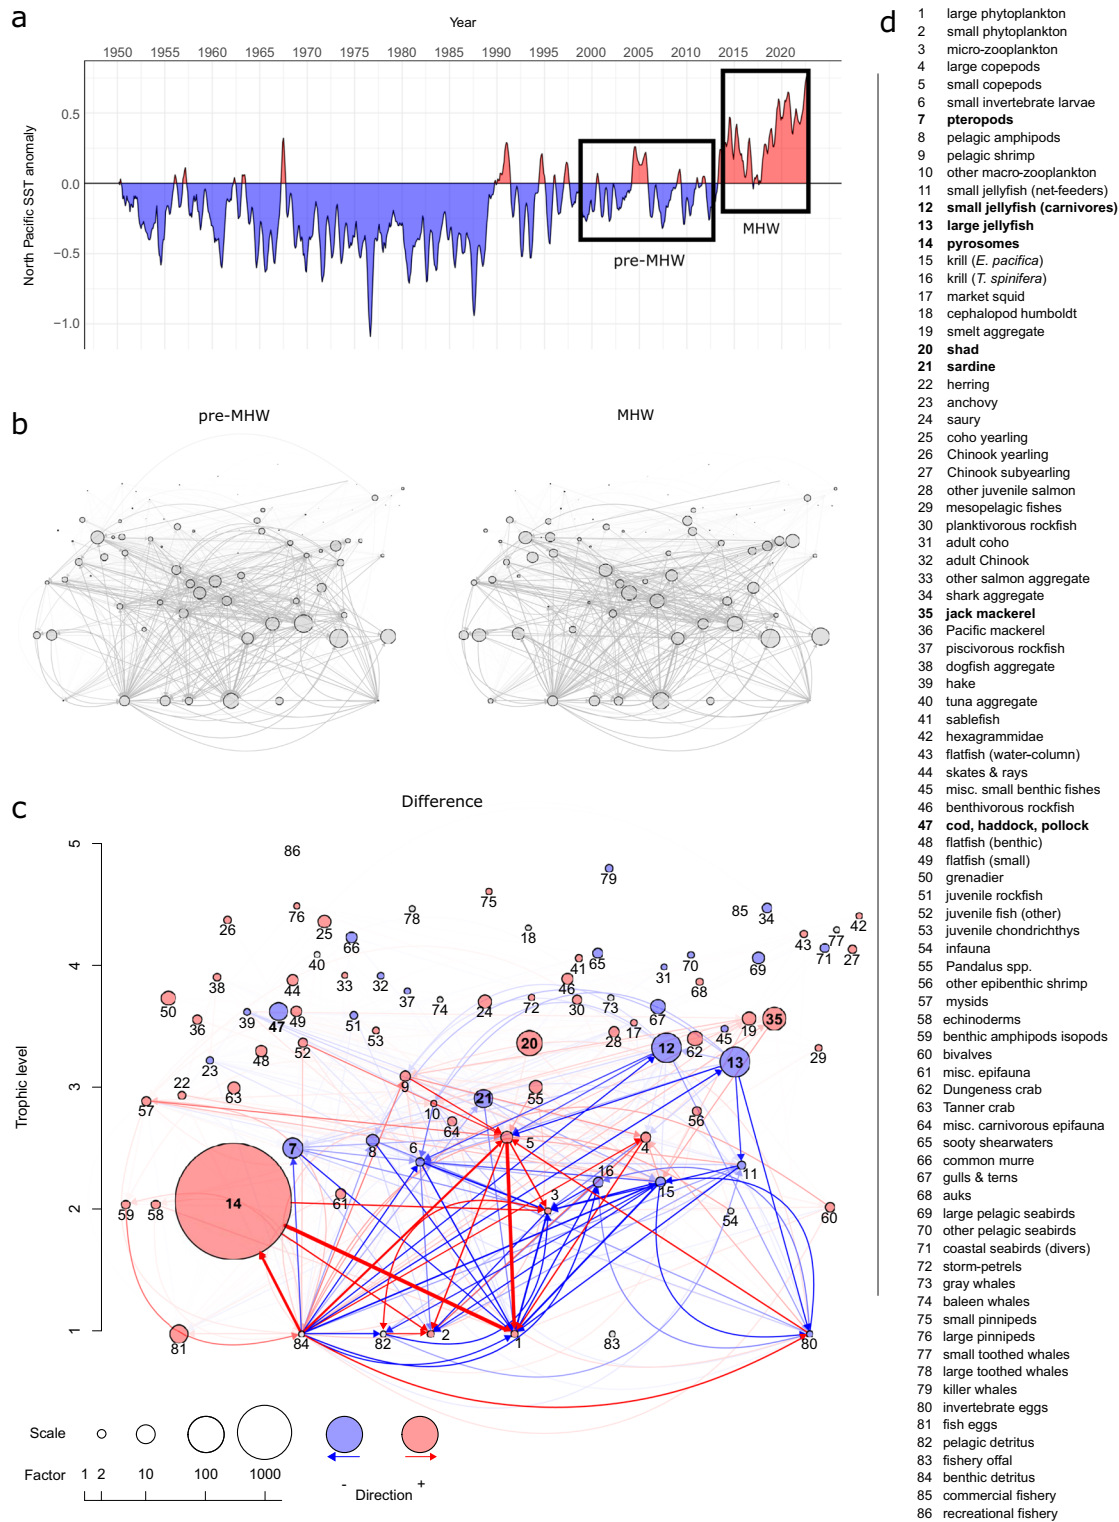 a
Year
1950 1955 1960 1965 1970 1975 1980 1985 1990 1995 2000 2005 2010 2015 2020
North Pacific SST anomaly
0.5
0.0
−0.5
−1.0
pre-MHW
MHW
b
pre-MHW
MHW
c
Difference
Trophic level
5
4
3
2
1
86
79
75
76
78
85
34
26
25
66
18
42
43
77
71
27
40
41
65
70
69
38
44
33
32
46
31
68
50
37
74
24
72
30
73
67
36
39
47
49
51
53
28
17
45
19
35
48
52
20
12
62
13
29
23
22
63
9
21
55
57
10
64
56
7
8
6
5
4
16
15
11
14
61
3
54
59
58
60
81
84
82
2
1
83
80
Scale
Factor
1 2 10 100 1000
- +
Direction
d
1 large phytoplankton
2 small phytoplankton
3 micro-zooplankton
4 large copepods
5 small copepods
6 small invertebrate larvae
7 pteropods
8 pelagic amphipods
9 pelagic shrimp
10 other macro-zooplankton
11 small jellyfish (net-feeders)
12 small jellyfish (carnivores)
13 large jellyfish
14 pyrosomes
15 krill (E. pacifica)
16 krill (T. spinifera)
17 market squid
18 cephalopod humboldt
19 smelt aggregate
20 shad
21 sardine
22 herring
23 anchovy
24 saury
25 coho yearling
26 Chinook yearling
27 Chinook subyearling
28 other juvenile salmon
29 mesopelagic fishes
30 planktivorous rockfish
31 adult coho
32 adult Chinook
33 other salmon aggregate
34 shark aggregate
35 jack mackerel
36 Pacific mackerel
37 piscivorous rockfish
38 dogfish aggregate
39 hake
40 tuna aggregate
41 sablefish
42 hexagrammidae
43 flatfish (water-column)
44 skates & rays
45 misc. small benthic fishes
46 benthivorous rockfish
47 cod, haddock, pollock
48 flatfish (benthic)
49 flatfish (small)
50 grenadier
51 juvenile rockfish
52 juvenile fish (other)
53 juvenile chondrichthys
54 infauna
55 Pandalus spp.
56 other epibenthic shrimp
57 mysids
58 echinoderms
59 benthic amphipods isopods
60 bivalves
61 misc. epifauna
62 Dungeness crab
63 Tanner crab
64 misc. carnivorous epifauna
65 sooty shearwaters
66 common murre
67 gulls & terns
68 auks
69 large pelagic seabirds
70 other pelagic seabirds
71 coastal seabirds (divers)
72 storm-petrels
73 gray whales
74 baleen whales
75 small pinnipeds
76 large pinnipeds
77 small toothed whales
78 large toothed whales
79 killer whales
80 invertebrate eggs
81 fish eggs
82 pelagic detritus
83 fishery offal
84 benthic detritus
85 commercial fishery
86 recreational fishery